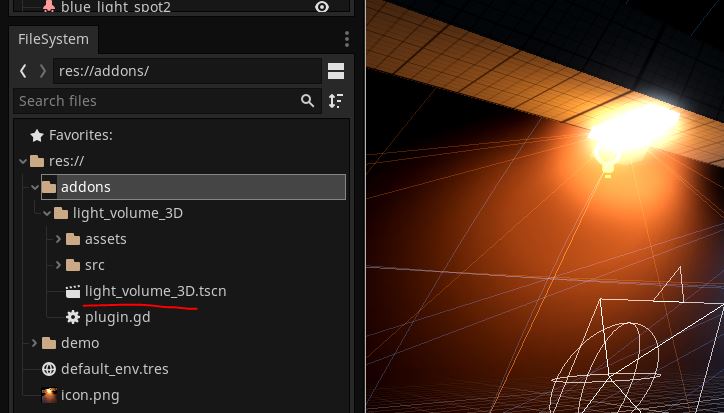 blue_light_spot2
FileSystem
res://addons/
Search files
Favorites:
res://
addons
light_volume_3D
assets
src
light_volume_3D.tscn
plugin.gd
demo
default_env.tres
icon.png